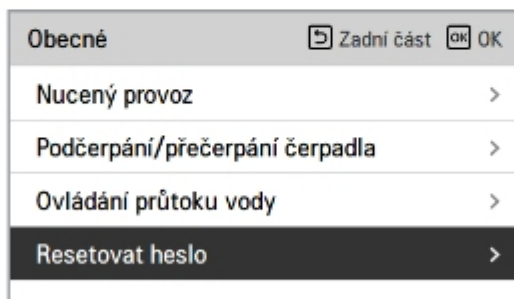 Obecné Zadní část OK OK
Nucený provoz
Podčerpání/přečerpání čerpadla
Ovládání průtoku vody
Resetovat heslo